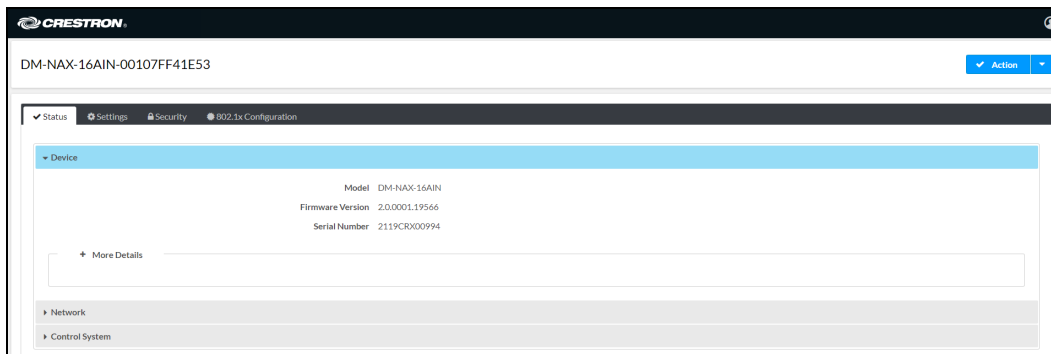 CRESTRON®
DM-NAX-16AIN-00107FF41E53
Action
Status Settings Security 802.1x Configuration
Device
Model DM-NAX-16AIN
Firmware Version 2.0.0001.19566
Serial Number 2119CRX00994
+ More Details
Network
Control System